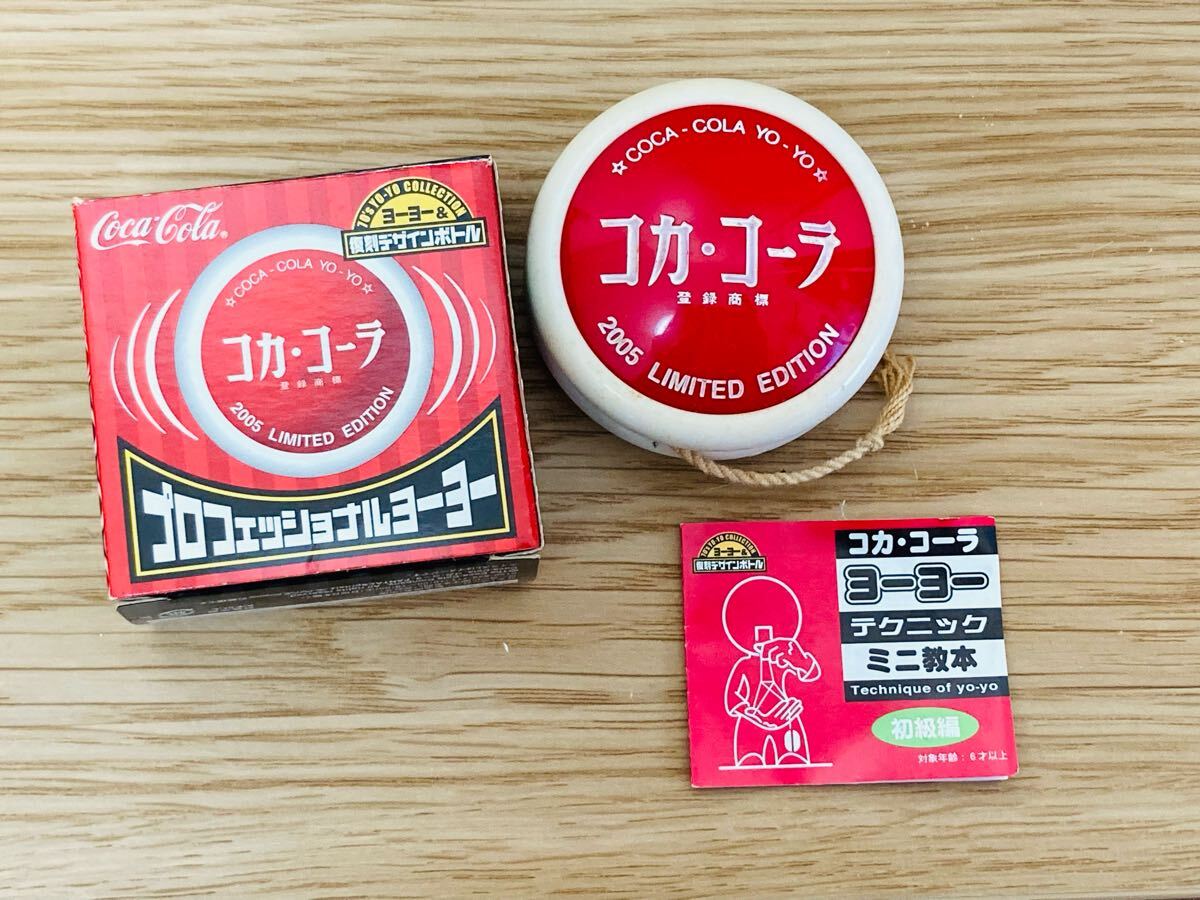 Coca-Cola®
70's YO-YO COLLECTION
ヨーヨー&
復刻デザインボトル
☆COCA-COLA YO-YO☆
コカ・コーラ
登録商標
2005 LIMITED EDITION
プロフェッショナルヨーヨー
☆COCA-COLA YO-YO☆
コカ・コーラ
登録商標
2005 LIMITED EDITION
70's YO-YO COLLECTION
ヨーヨー&
復刻デザインボトル
コカ・コーラ
ヨーヨー
テクニック
ミニ教本
Technique of yo-yo
初級編
対象年齢:6才以上